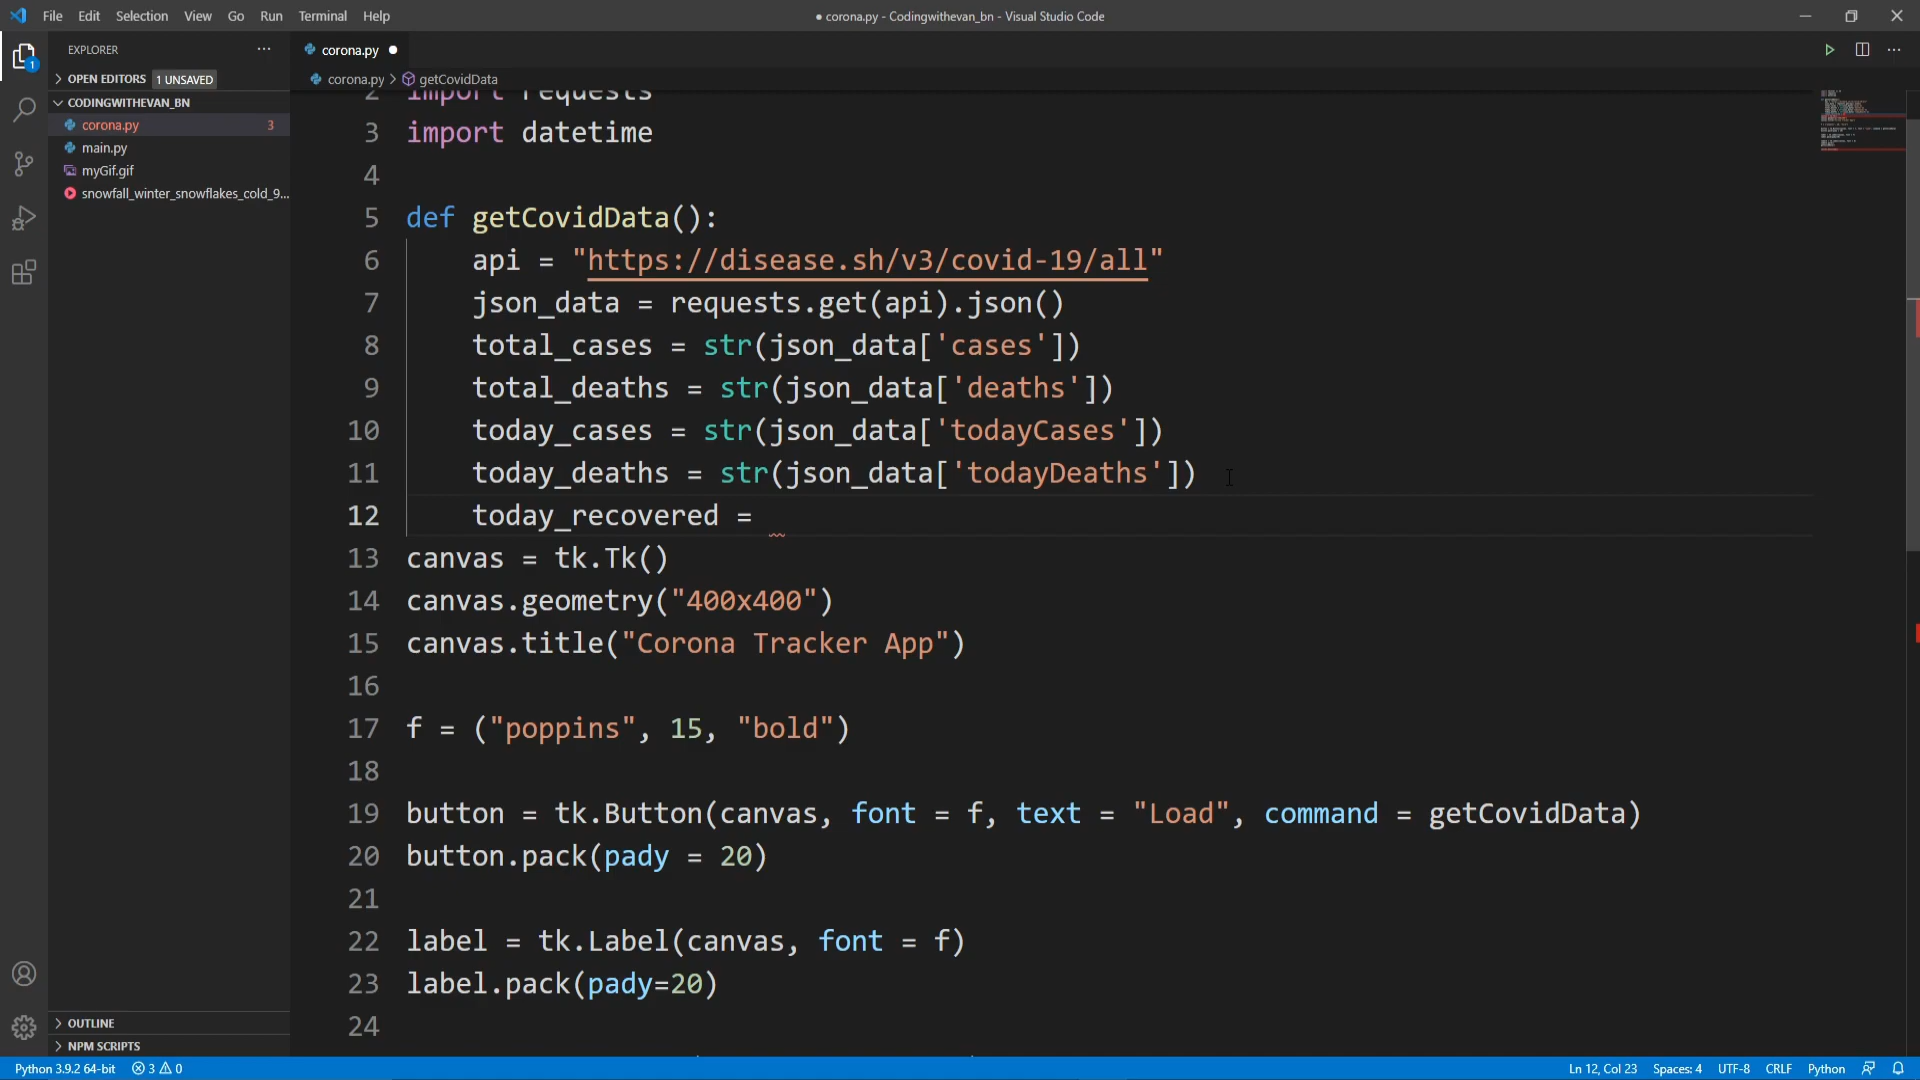 File Edit Selection View Go Run Terminal Help
● corona.py - Codingwithevan_bn - Visual Studio Code
EXPLORER
OPEN EDITORS 1 UNSAVED
CODINGWITHEVAN_BN
corona.py 3
main.py
myGif.gif
snowfall_winter_snowflakes_cold_9...
OUTLINE
NPM SCRIPTS
1
corona.py ●
corona.py > getCovidData
2 import requests
3 import datetime
4
5 def getCovidData():
6 api = "https://disease.sh/v3/covid-19/all"
7 json_data = requests.get(api).json()
8 total_cases = str(json_data['cases'])
9 total_deaths = str(json_data['deaths'])
10 today_cases = str(json_data['todayCases'])
11 today_deaths = str(json_data['todayDeaths'])
12 today_recovered =
13 canvas = tk.Tk()
14 canvas.geometry("400x400")
15 canvas.title("Corona Tracker App")
16
17 f = ("poppins", 15, "bold")
18
19 button = tk.Button(canvas, font = f, text = "Load", command = getCovidData)
20 button.pack(pady = 20)
21
22 label = tk.Label(canvas, font = f)
23 label.pack(pady=20)
24
Python 3.9.2 64-bit 3 0
Ln 12, Col 23 Spaces: 4 UTF-8 CRLF Python